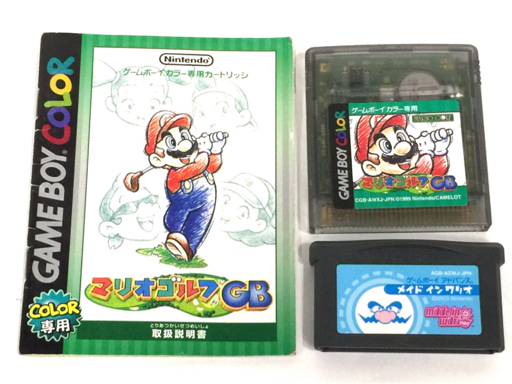 Nintendo
ゲームボーイカラー専用カートリッジ
GAME BOY COLOR
マリオゴルフGB
COLOR
専用
とりあつかいせつめいしょ
取扱説明書
ゲームボーイカラー専用
GAME BOY COLOR
マリオゴルフGB
CGB-AWXJ-JPN ©1999 Nintendo/CAMELOT
AGB-AZWJ-JPN
ゲームボーイアドバンス
メイド イン ワリオ
made in wario